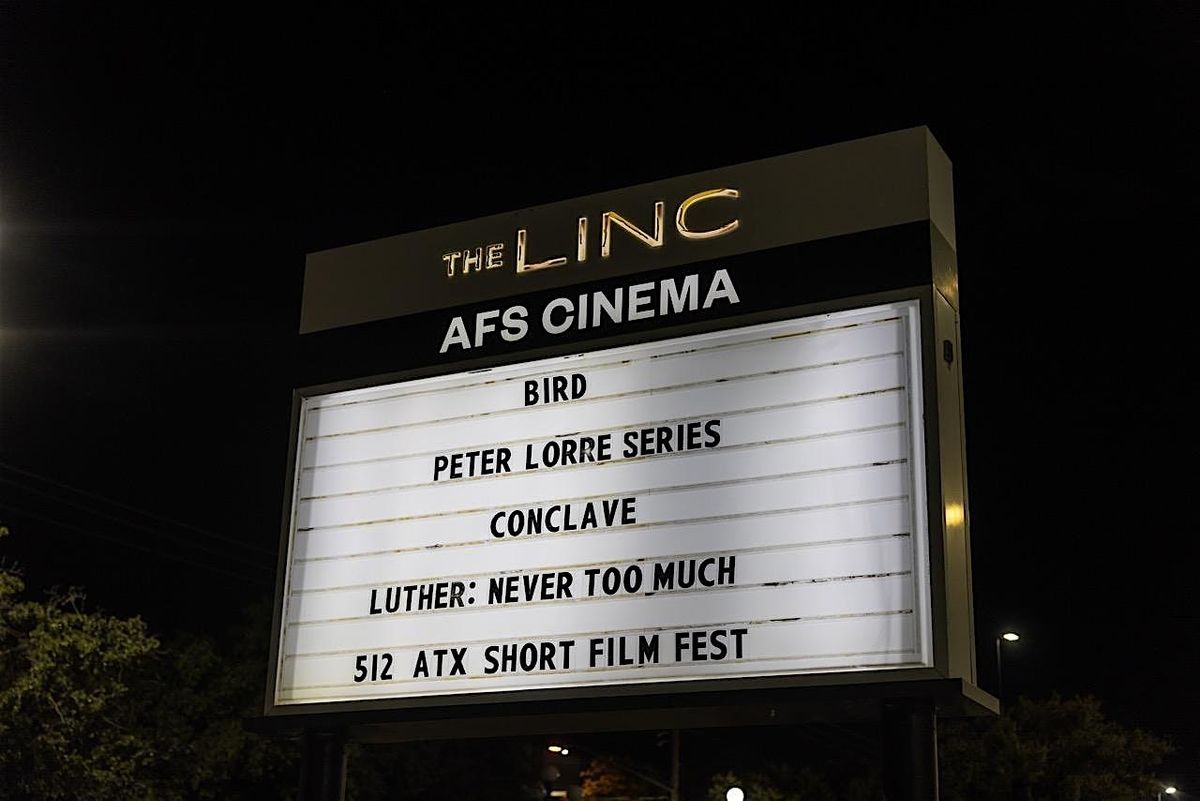 THE LINC
AFS CINEMA
BIRD
PETER LORRE SERIES
CONCLAVE
LUTHER: NEVER TOO MUCH
512 ATX SHORT FILM FEST